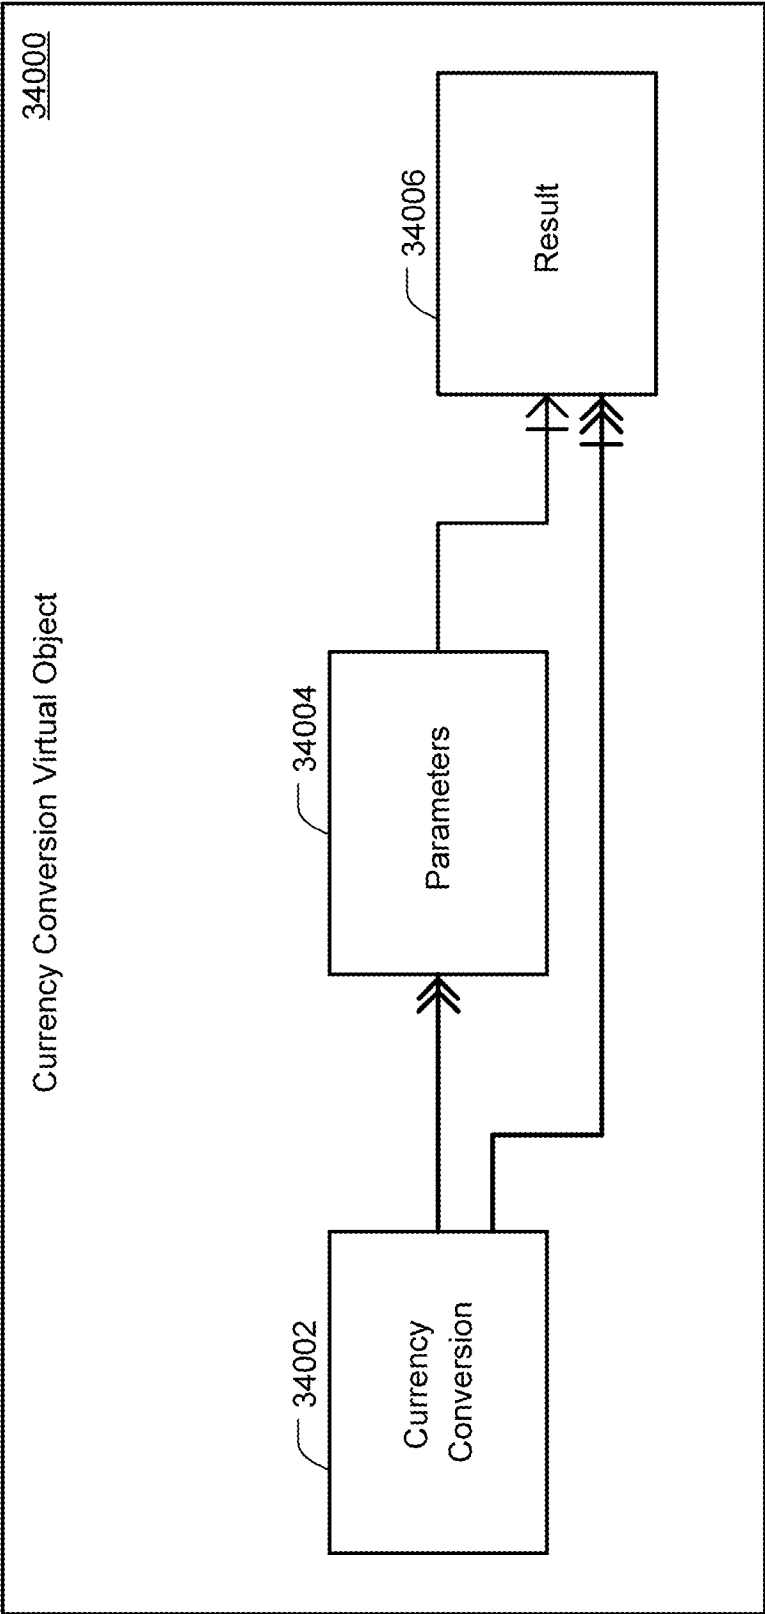 34000
Currency Conversion Virtual Object
34002
Currency
Conversion
34004
Parameters
34006
Result